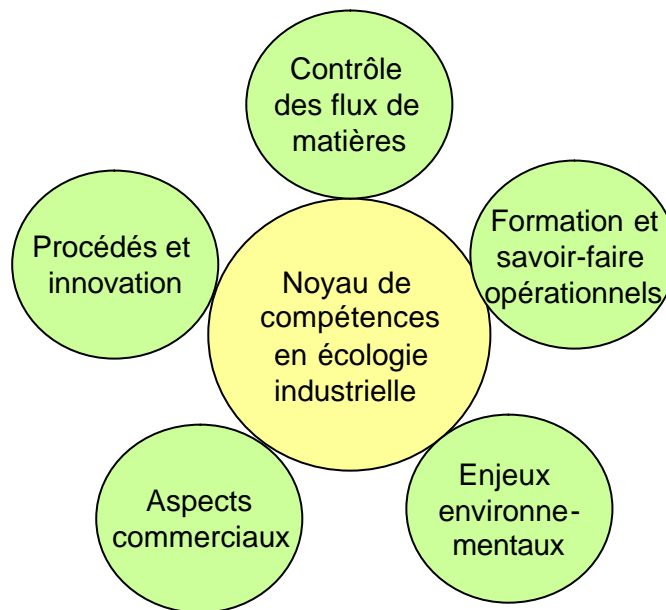 Contrôle
des flux de
matières
Procédés et
innovation
Formation et
savoir-faire
opérationnels
Noyau de
compétences
en écologie
industrielle
Aspects
commerciaux
Enjeux
environne-
mentaux